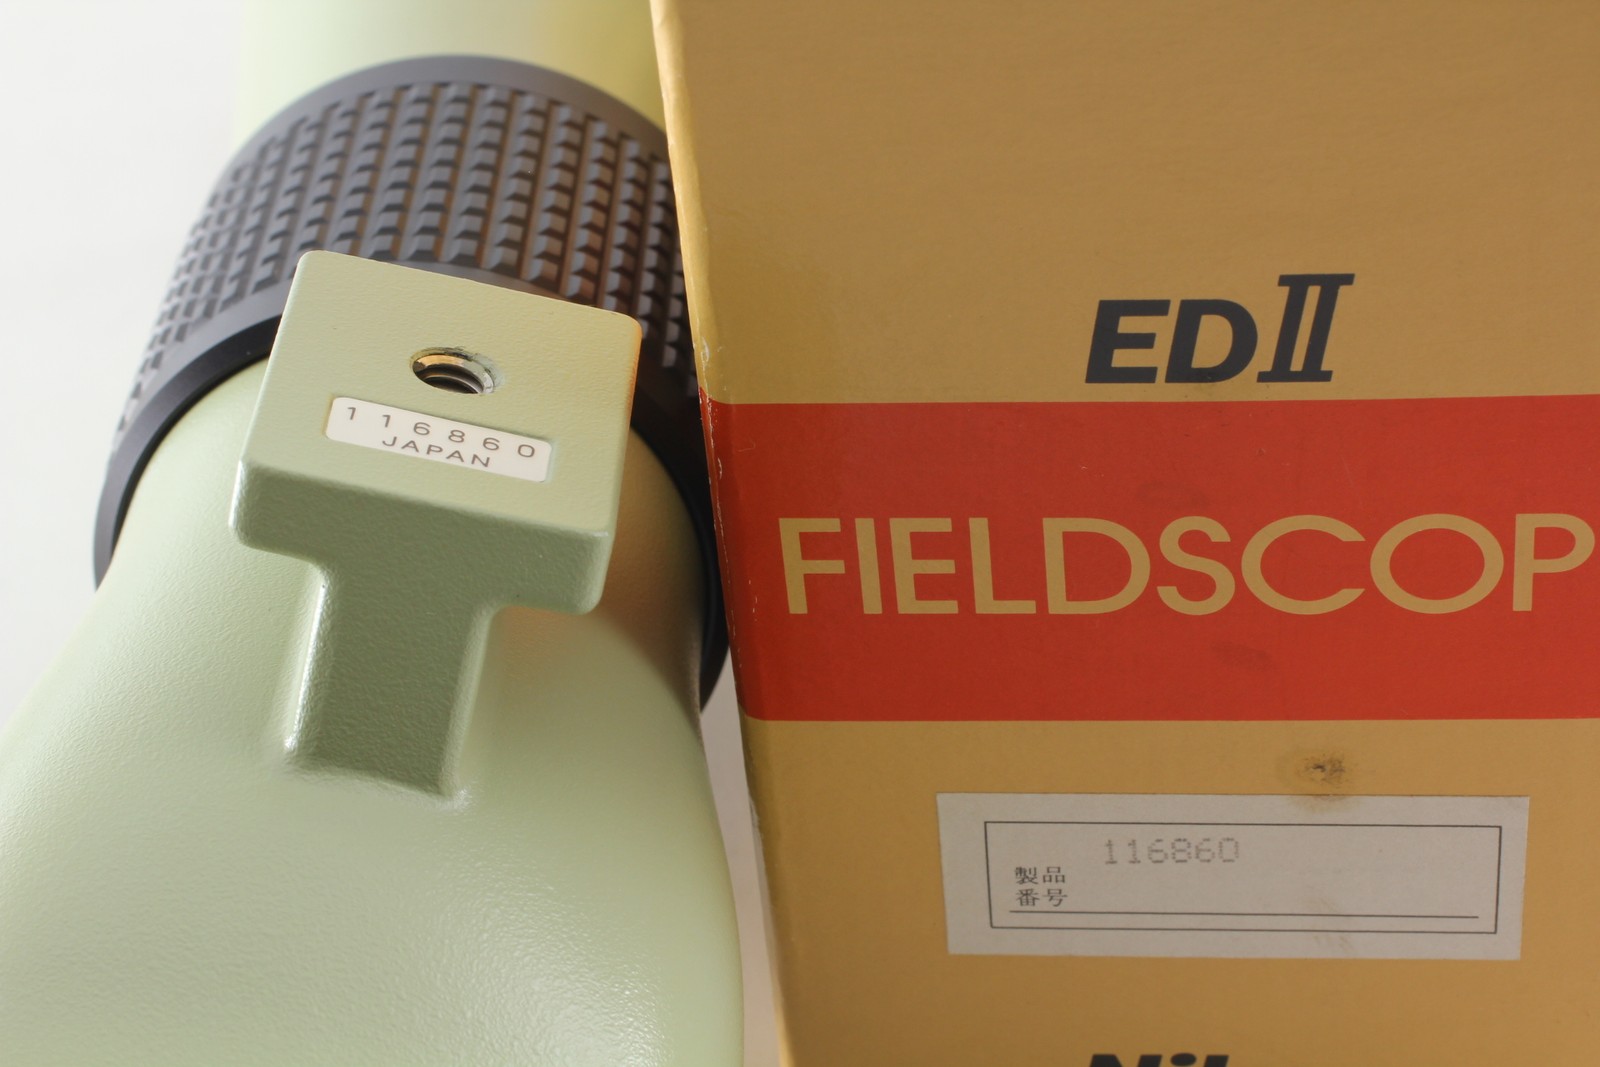 116860
JAPAN
EDII
FIELDSCOP
116860
製品
番号